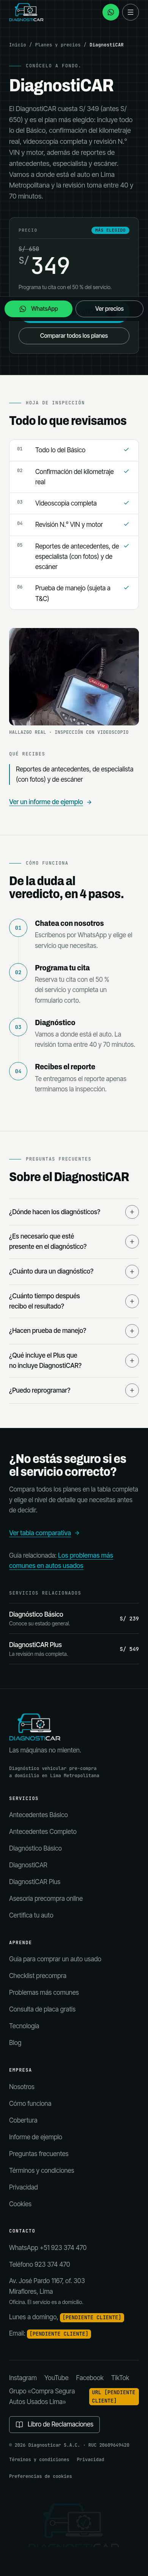 DIAGNOSTICAR
Inicio / Planes y precios / DiagnostiCAR
CONÓCELO A FONDO.
DiagnostiCAR
El DiagnostiCAR cuesta S/ 349 (antes S/
650) y es el plan más elegido: incluye todo
lo del Básico, confirmación del kilometraje
real, videoscopía completa y revisión N.°
VIN y motor, además de reportes de
antecedentes, especialista y escáner.
Vamos a donde está el auto en Lima
Metropolitana y la revisión toma entre 40 y
70 minutos.
PRECIO
MÁS ELEGIDO
S/ 650
S/ 349
Programa tu cita con el 50 % del servicio.
WhatsApp
Ver precios
Comparar todos los planes
HOJA DE INSPECCIÓN
Todo lo que revisamos
01 Todo lo del Básico
02 Confirmación del kilometraje
real
03 Videoscopía completa
04 Revisión N.° VIN y motor
05 Reportes de antecedentes, de
especialista (con fotos) y de
escáner
06 Prueba de manejo (sujeta a
T&C)
HALLAZGO REAL · INSPECCIÓN CON VIDEOSCOPIO
QUÉ RECIBES
Reportes de antecedentes, de especialista
(con fotos) y de escáner.
Ver un informe de ejemplo →
CÓMO FUNCIONA
De la duda al
veredicto, en 4 pasos.
01 Chatea con nosotros
Escríbenos por WhatsApp y elige el
servicio que necesitas.
02 Programa tu cita
Reserva tu cita con el 50 %
del servicio y completa un
formulario corto.
03 Diagnóstico
Vamos a donde está el auto. La
revisión toma entre 40 y 70 minutos.
04 Recibes el reporte
Te entregamos el reporte apenas
terminamos la inspección.
PREGUNTAS FRECUENTES
Sobre el DiagnostiCAR
¿Dónde hacen los diagnósticos?
¿Es necesario que esté
presente en el diagnóstico?
¿Cuánto dura un diagnóstico?
¿Cuánto tiempo después
recibo el resultado?
¿Hacen prueba de manejo?
¿Qué incluye el Plus que
no incluye DiagnostiCAR?
¿Puedo reprogramar?
¿No estás seguro si es
el servicio correcto?
Compara todos los planes en la tabla completa
y elige el nivel de detalle que necesitas antes
de decidir.
Ver tabla comparativa →
Guía relacionada: Los problemas más
comunes en autos usados
SERVICIOS RELACIONADOS
Diagnóstico Básico
Conoce su estado general.
S/ 239
DiagnostiCAR Plus
La revisión más completa.
S/ 549
DIAGNOSTICAR
Las máquinas no mienten.
Diagnóstico vehicular pre-compra
a domicilio en Lima Metropolitana
SERVICIOS
Antecedentes Básico
Antecedentes Completo
Diagnóstico Básico
DiagnostiCAR
DiagnostiCAR Plus
Asesoría precompra online
Certifica tu auto
APRENDE
Guía para comprar un auto usado
Checklist precompra
Problemas más comunes
Consulta de placa gratis
Tecnología
Blog
EMPRESA
Nosotros
Cómo funciona
Cobertura
Informe de ejemplo
Preguntas frecuentes
Términos y condiciones
Privacidad
Cookies
CONTACTO
WhatsApp +51 923 374 470
Teléfono 923 374 470
Av. José Pardo 1167, of. 303
Miraflores, Lima
Oficina. El servicio es a domicilio.
Lunes a domingo, [PENDIENTE CLIENTE]
Email: [PENDIENTE CLIENTE]
Instagram YouTube Facebook TikTok
Grupo «Compra Segura
Autos Usados Lima»
URL [PENDIENTE
CLIENTE]
Libro de Reclamaciones
© 2026 Diagnosticar S.A.C. · RUC 20609649420
Términos y condiciones Privacidad
Preferencias de cookies